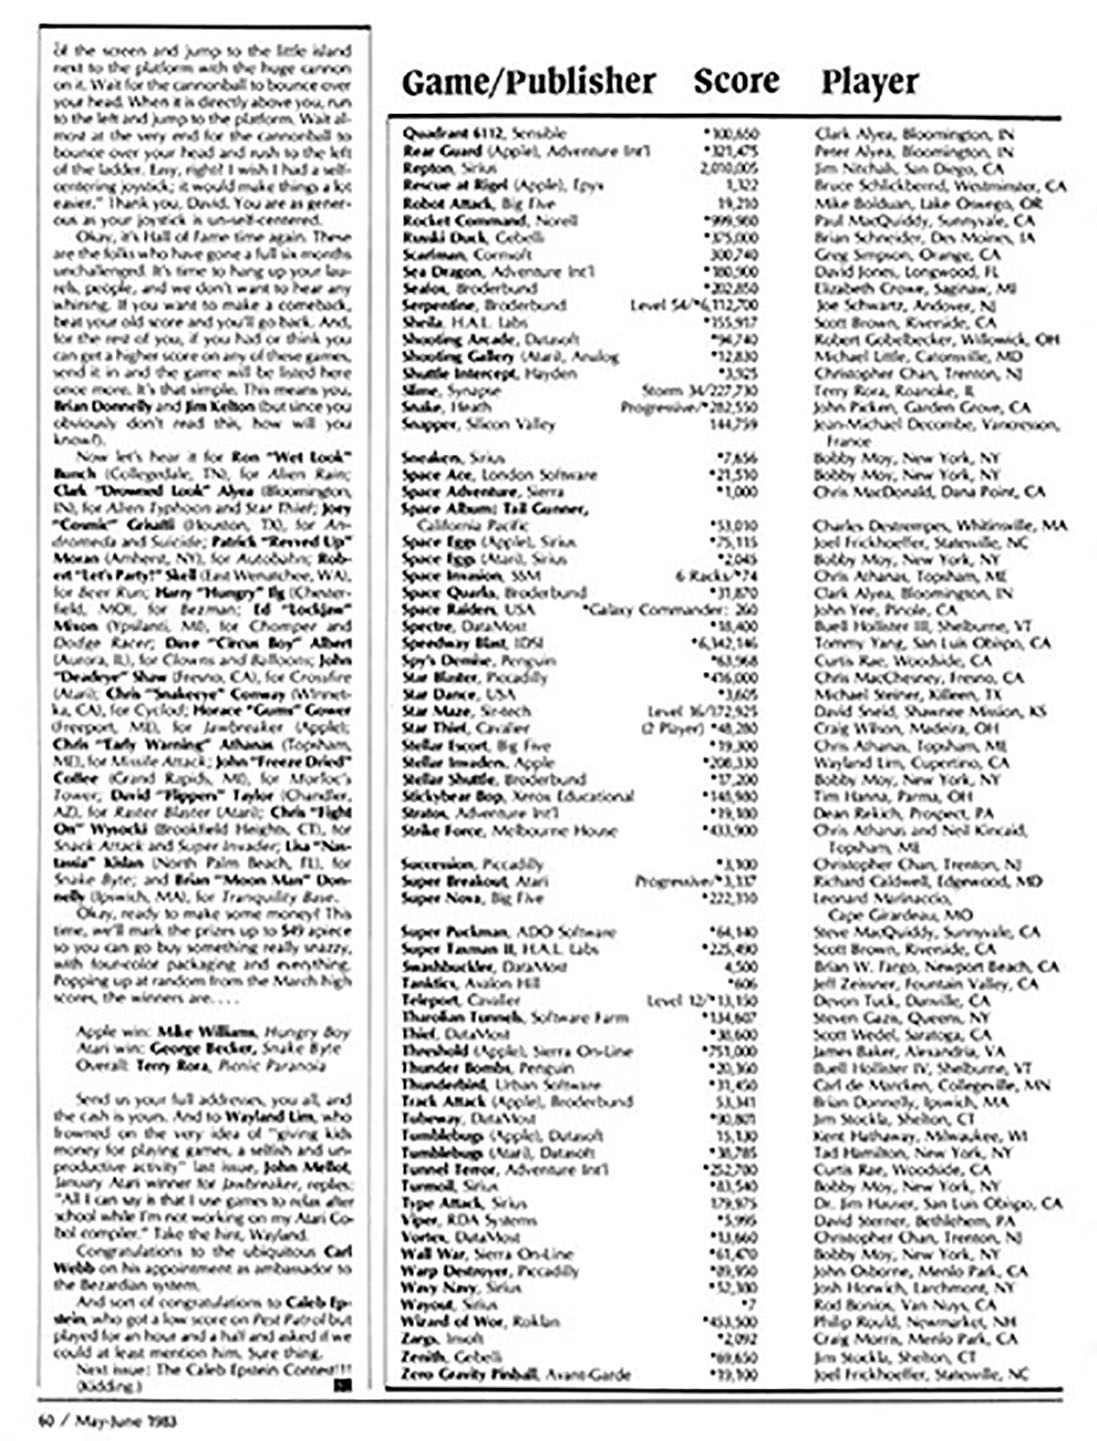 of the screen and jump to the little island
next to the platform with the huge cannon
on it. Wait for the cannonball to bounce over
your head. When it is directly above you, run
to the left and jump to the platform. Wait al-
most at the very end for the cannonball to
bounce over your head and rush to the left
of the ladder. Easy, right? I wish I had a self-
centering joystick; it would make things a lot
easier." Thank you, David. You are as gener-
ous as your joystick is un-self-centered.
Okay, it's Hall of Fame time again. These
are the folks who have gone a full six months
unchallenged. It's time to hang up your lau-
rels, people, and we don't want to hear any
whining. If you want to make a comeback,
beat your old score and you'll go back. And,
for the rest of you, if you had or think you
can get a higher score on any of these games,
send it in and the game will be listed here
once more. It's that simple. This means you,
Brian Donnelly and Jim Kelton (but since you
obviously don't read this, how will you
know?).
Now let's hear it for Ron "Wet Look"
Bunch (Collegedale, TN), for Alien Rain;
Clark "Drowned Look" Alyea (Bloomington,
IN), for Alien Typhoon and Star Thief; Joey
"Cosmic" Grisaffi (Houston, TX), for An-
dromeda and Suicide; Patrick "Revved Up"
Moran (Amherst, NY), for Autobahn; Rob-
ert "Let's Party!" Skell (East Wenatchee, WA),
for Beer Run; Harry "Hungry" Ilg (Chester-
field, MO), for Bezman; Ed "Lockjaw"
Mixon (Ypsilanti, MI), for Chomper and
Dodge Racer; Dave "Circus Boy" Albert
(Aurora, IL), for Clowns and Balloons; John
"Deadeye" Shaw (Fresno, CA), for Crossfire
(Atari); Chris "Snakeeye" Conway (Winnet-
ka, CA), for Cyclod; Horace "Gums" Gower
(Freeport, ME), for Jawbreaker (Apple);
Chris "Early Warning" Athanas (Topsham,
ME), for Missile Attack; John "Freeze Dried"
Coffee (Grand Rapids, MI), for Morloc's
Tower; David "Flippers" Taylor (Chandler,
AZ), for Raster Blaster (Atari); Chris "Fight
On" Wysocki (Brookfield Heights, CT), for
Snack Attack and Super Invader; Lisa "Nas-
tassia" Kislan (North Palm Beach, FL), for
Snake Byte; and Brian "Moon Man" Don-
nelly (Ipswich, MA), for Tranquility Base.
Okay, ready to make some money? This
time, we'll mark the prizes up to $49 apiece
so you can go buy something really snazzy,
with four-color packaging and everything.
Popping up at random from the March high
scores, the winners are. . . .
Apple win: Mike Williams, Hungry Boy
Atari win: George Becker, Snake Byte
Overall: Terry Rora, Picnic Paranoia
Send us your full addresses, you all, and
the cash is yours. And to Wayland Lim, who
frowned on the very idea of "giving kids
money for playing games, a selfish and un-
productive activity" last issue, John Mellot,
January Atari winner for Jawbreaker, replies:
"All I can say is that I use games to relax after
school while I'm not working on my Atari Co-
bol compiler." Take the hint, Wayland.
Congratulations to the ubiquitous Carl
Webb on his appointment as ambassador to
the Bezardian system.
And sort of congratulations to Caleb Ep-
stein, who got a low score on Pest Patrol but
played for an hour and a half and asked if we
could at least mention him. Sure thing.
Next issue: The Caleb Epstein Contest!!!
(Kidding.)
Game/Publisher Score Player
Quadrant 6112, Sensible *100,650 Clark Alyea, Bloomington, IN
Rear Guard (Apple), Adventure Int'l *321,475 Peter Alyea, Bloomington, IN
Repton, Sirius 2,010,005 Jim Nitchals, San Diego, CA
Rescue at Rigel (Apple), Epyx 1,322 Bruce Schlickbernd, Westminster, CA
Robot Attack, Big Five 19,210 Mike Bolduan, Lake Oswego, OR
Rocket Command, Norell *999,900 Paul MacQuiddy, Sunnyvale, CA
Russki Duck, Gebelli *375,000 Brian Schneider, Des Moines, IA
Scarfman, Cornsoft 300,740 Greg Simpson, Orange, CA
Sea Dragon, Adventure Int'l *180,900 David Jones, Longwood, FL
Seafox, Broderbund *202,850 Elizabeth Crowe, Saginaw, MI
Serpentine, Broderbund Level 54/*6,112,700 Joe Schwartz, Andover, NJ
Sheila, H.A.L. Labs *155,917 Scott Brown, Riverside, CA
Shooting Arcade, Datasoft *94,740 Robert Gobelbecker, Willowick, OH
Shooting Gallery (Atari), Analog *12,830 Michael Little, Catonsville, MD
Shuttle Intercept, Hayden *3,925 Christopher Chan, Trenton, NJ
Slime, Synapse Storm 34/227,730 Terry Rora, Roanoke, IL
Snake, Heath Progressive/*282,550 John Picken, Garden Grove, CA
Snapper, Silicon Valley 144,759 Jean-Michael Decombe, Vancresson,
France
Sneakers, Sirius *7,656 Bobby Moy, New York, NY
Space Ace, London Software *21,510 Bobby Moy, New York, NY
Space Adventure, Sierra *1,000 Chris MacDonald, Dana Point, CA
Space Album: Tail Gunner,
California Pacific *53,010 Charles Destrempes, Whitinsville, MA
Space Eggs (Apple), Sirius *75,115 Joel Frickhoeffer, Statesville, NC
Space Eggs (Atari), Sirius *2,045 Bobby Moy, New York, NY
Space Invasion, SSM 6 Racks/*74 Chris Athanas, Topsham, ME
Space Quarks, Broderbund *31,870 Clark Alyea, Bloomington, IN
Space Raiders, USA *Galaxy Commander: 260 John Yee, Pinole, CA
Spectre, DataMost *18,400 Buell Hollister III, Shelburne, VT
Speedway Blast, IDSI *6,342,146 Tommy Yang, San Luis Obispo, CA
Spy's Demise, Penguin *63,968 Curtis Rae, Woodside, CA
Star Blaster, Piccadilly *416,000 Chris MacChesney, Fresno, CA
Star Dance, USA *3,605 Michael Steiner, Killeen, TX
Star Maze, Sir-tech Level 16/172,925 David Sneid, Shawnee Mission, KS
Star Thief, Cavalier (2 Player) *48,280 Craig Wilson, Madeira, OH
Stellar Escort, Big Five *19,300 Chris Athanas, Topsham, ME
Stellar Invaders, Apple *208,330 Wayland Lim, Cupertino, CA
Stellar Shuttle, Broderbund *17,200 Bobby Moy, New York, NY
Stickybear Bop, Xerox Educational *148,980 Tim Hanna, Parma, OH
Stratos, Adventure Int'l *19,180 Dean Rekich, Prospect, PA
Strike Force, Melbourne House *433,900 Chris Athanas and Neil Kincaid,
Topsham, ME
Succession, Piccadilly *3,100 Christopher Chan, Trenton, NJ
Super Breakout, Atari Progressive/*3,337 Richard Caldwell, Edgewood, MD
Super Nova, Big Five *222,310 Leonard Marinaccio,
Cape Girardeau, MO
Super Puckman, ADO Software *64,140 Steve MacQuiddy, Sunnyvale, CA
Super Taxman II, H.A.L. Labs *225,490 Scott Brown, Riverside, CA
Swashbuckler, DataMost 4,500 Brian W. Fargo, Newport Beach, CA
Tanktics, Avalon Hill *606 Jeff Zeissner, Fountain Valley, CA
Teleport, Cavalier Level 12/*13,150 Devon Tuck, Danville, CA
Tharolian Tunnels, Software Farm *134,607 Steven Gazis, Queens, NY
Thief, DataMost *38,600 Scott Wedel, Saratoga, CA
Threshold (Apple), Sierra On-Line *751,000 James Baker, Alexandria, VA
Thunder Bombs, Penguin *20,360 Buell Hollister IV, Shelburne, VT
Thunderbird, Urban Software *31,450 Carl de Marcken, Collegeville, MN
Track Attack (Apple), Broderbund 53,341 Brian Donnelly, Ipswich, MA
Tubeway, DataMost *90,801 Jim Stockla, Shelton, CT
Tumblebugs (Apple), Datasoft 15,130 Kent Hathaway, Milwaukee, WI
Tumblebugs (Atari), Datasoft *38,785 Tad Hamilton, New York, NY
Tunnel Terror, Adventure Int'l *252,780 Curtis Rae, Woodside, CA
Turmoil, Sirius *83,540 Bobby Moy, New York, NY
Type Attack, Sirius 179,975 Dr. Jim Hauser, San Luis Obispo, CA
Viper, RDA Systems *5,995 David Sterner, Bethlehem, PA
Vortex, DataMost *13,660 Christopher Chan, Trenton, NJ
Wall War, Sierra On-Line *61,470 Bobby Moy, New York, NY
Warp Destroyer, Piccadilly *89,950 John Osborne, Menlo Park, CA
Wavy Navy, Sirius *52,300 Josh Horwich, Larchmont, NY
Wayout, Sirius *7 Rod Bonios, Van Nuys, CA
Wizard of Wor, Roklan *453,500 Philip Rould, Newmarket, NH
Zargs, Insoft *2,092 Craig Morris, Menlo Park, CA
Zenith, Gebelli *69,650 Jim Stockla, Shelton, CT
Zero Gravity Pinball, Avant-Garde *19,100 Joel Frickhoeffer, Statesville, NC
60 / May-June 1983